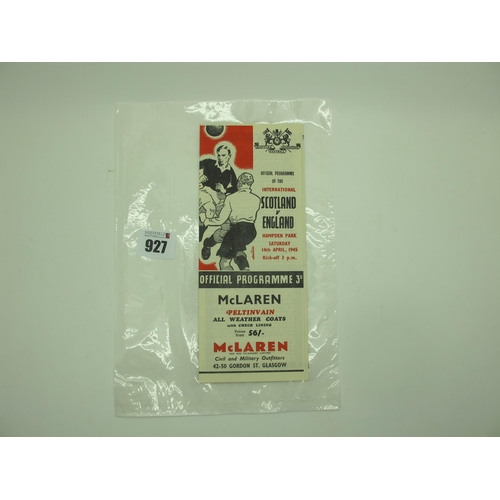 OFFICIAL PROGRAMME
OF THE
INTERNATIONAL
SCOTLAND
v
ENGLAND
HAMPDEN PARK
SATURDAY
14th APRIL, 1945
Kick-off 3 p.m.
OFFICIAL PROGRAMME 3d
McLAREN
PELTINVAIN
ALL WEATHER COATS
with CHECK LINING
Prices from 56/-
McLAREN
Civil and Military Outfitters
42-50 GORDON ST. GLASGOW
927